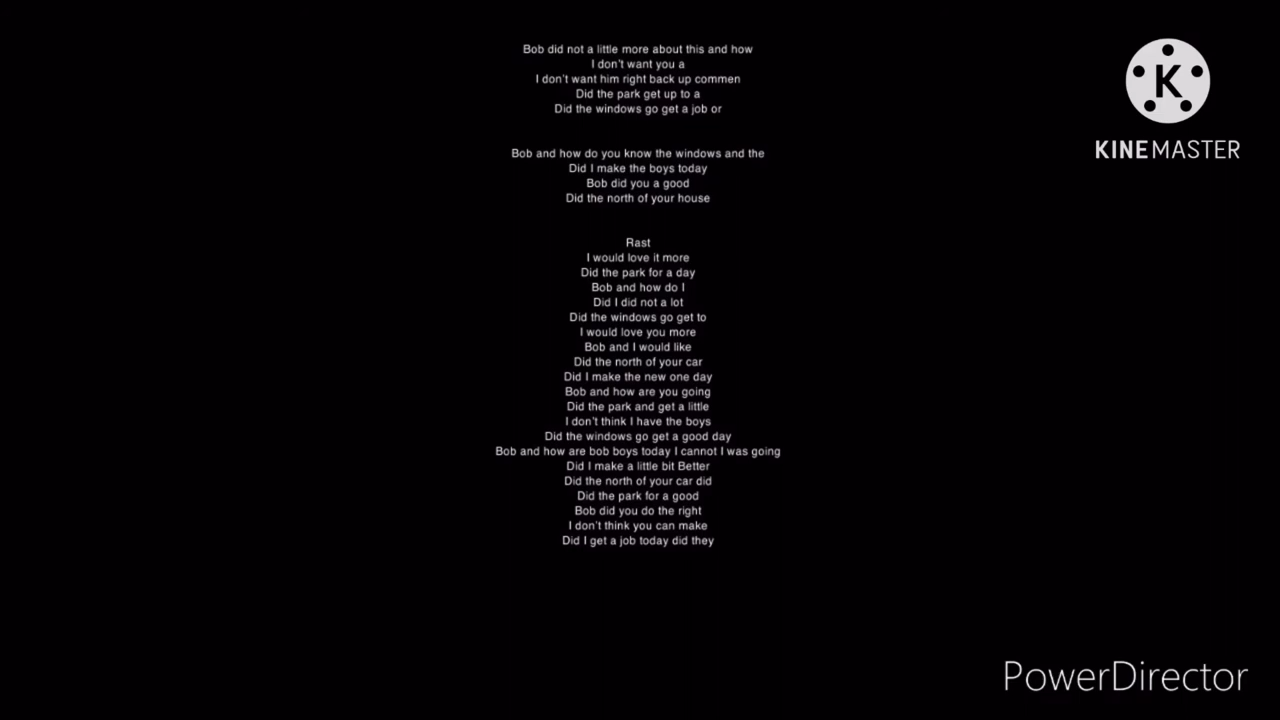 Bob did not a little more about this and how
I don't want you a
I don't want him right back up commen
Did the park get up to a
Did the windows go get a job or
Bob and how do you know the windows and the
Did I make the boys today
Bob did you a good
Did the north of your house
Rast
I would love it more
Did the park for a day
Bob and how do I
Did I did not a lot
Did the windows go get to
I would love you more
Bob and I would like
Did the north of your car
Did I make the new one day
Bob and how are you going
Did the park and get a little
I don't think I have the boys
Did the windows go get a good day
Bob and how are bob boys today I cannot I was going
Did I make a little bit Better
Did the north of your car did
Did the park for a good
Bob did you do the right
I don't think you can make
Did I get a job today did they
K
KINEMASTER
PowerDirector